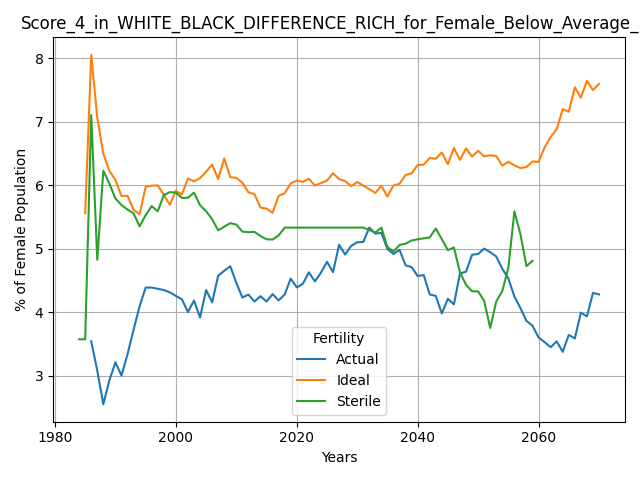 Score_4_in_WHITE_BLACK_DIFFERENCE_RICH_for_Female_Below_Average_
8
7
6
5
4
3
% of Female Population
1980 2000 2020 2040 2060
Years
Fertility
Actual
Ideal
Sterile